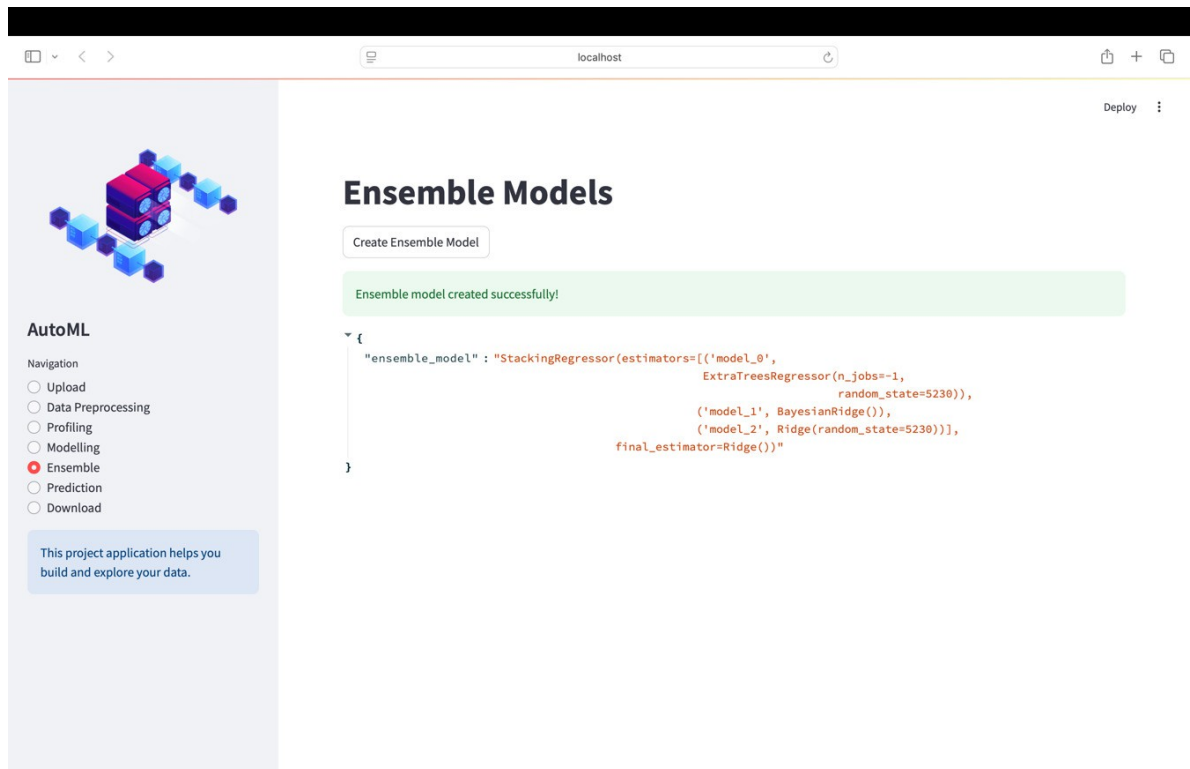 localhost
Deploy
AutoML
Navigation
Upload
Data Preprocessing
Profiling
Modelling
Ensemble
Prediction
Download
This project application helps you
build and explore your data.
Ensemble Models
Create Ensemble Model
Ensemble model created successfully!
{
"ensemble_model" : "StackingRegressor(estimators=[('model_0',
ExtraTreesRegressor(n_jobs=-1,
random_state=5230)),
('model_1', BayesianRidge()),
('model_2', Ridge(random_state=5230))],
final_estimator=Ridge())"
}